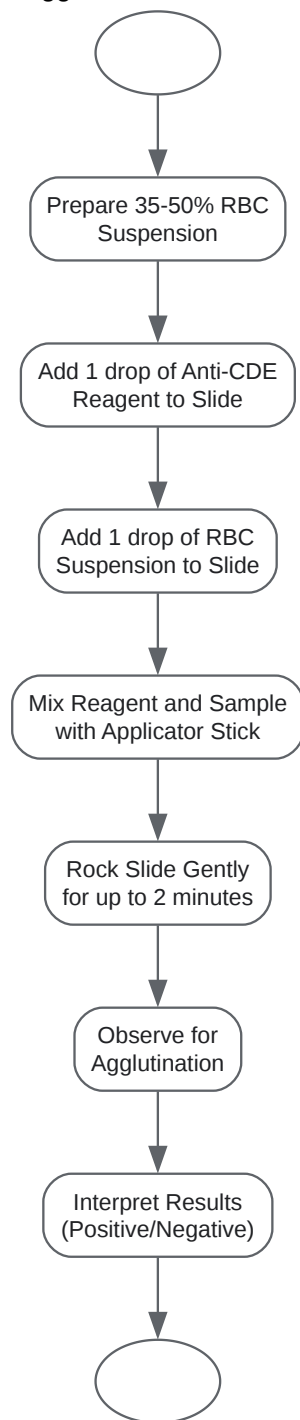 Prepare 35-50% RBC
Suspension
Add 1 drop of Anti-CDE
Reagent to Slide
Add 1 drop of RBC
Suspension to Slide
Mix Reagent and Sample
with Applicator Stick
Rock Slide Gently
for up to 2 minutes
Observe for
Agglutination
Interpret Results
(Positive/Negative)